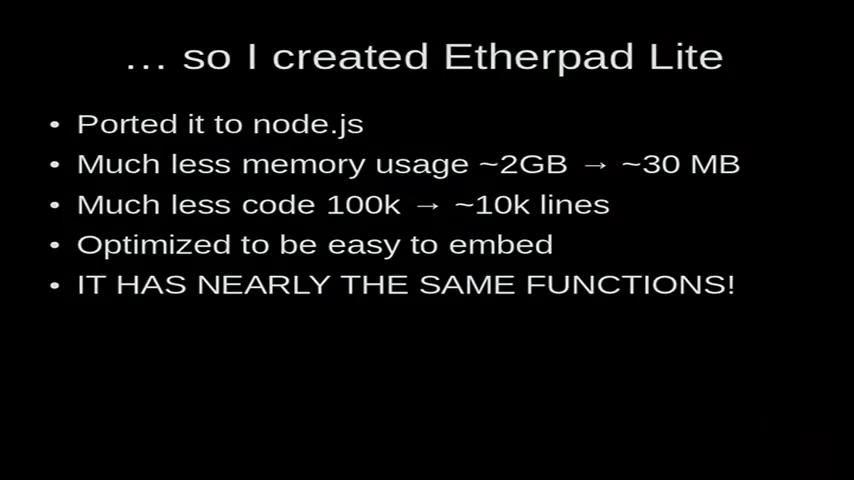 ... so I created Etherpad Lite
• Ported it to node.js
• Much less memory usage ~2GB → ~30 MB
• Much less code 100k → ~10k lines
• Optimized to be easy to embed
• IT HAS NEARLY THE SAME FUNCTIONS!